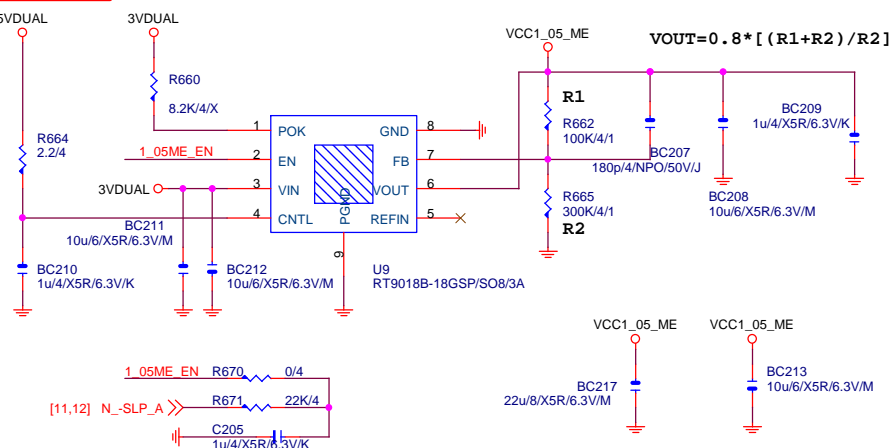 5VDUAL
3VDUAL
VCC1_05_ME
VOUT=0.8*[(R1+R2)/R2]
R660
8.2K/4/X
R1
R662
100K/4/1
BC209
1u/4/X5R/6.3V/K
R664
2.2/4
1 POK
GND 8
1_05ME_EN
2 EN
FB 7
BC207
180p/4/NPO/50V/J
3VDUAL
3 VIN
VOUT 6
R665
300K/4/1
R2
BC208
10u/6/X5R/6.3V/M
4 CNTL
REFIN 5
PGND
9
BC211
10u/6/X5R/6.3V/M
BC210
1u/4/X5R/6.3V/K
BC212
10u/6/X5R/6.3V/M
U9
RT9018B-18GSP/SO8/3A
VCC1_05_ME
VCC1_05_ME
1_05ME_EN R670 0/4
BC217
22u/8/X5R/6.3V/M
BC213
10u/6/X5R/6.3V/M
[11,12] N_-SLP_A R671 22K/4
C205
1u/4/X5R/6.3V/K